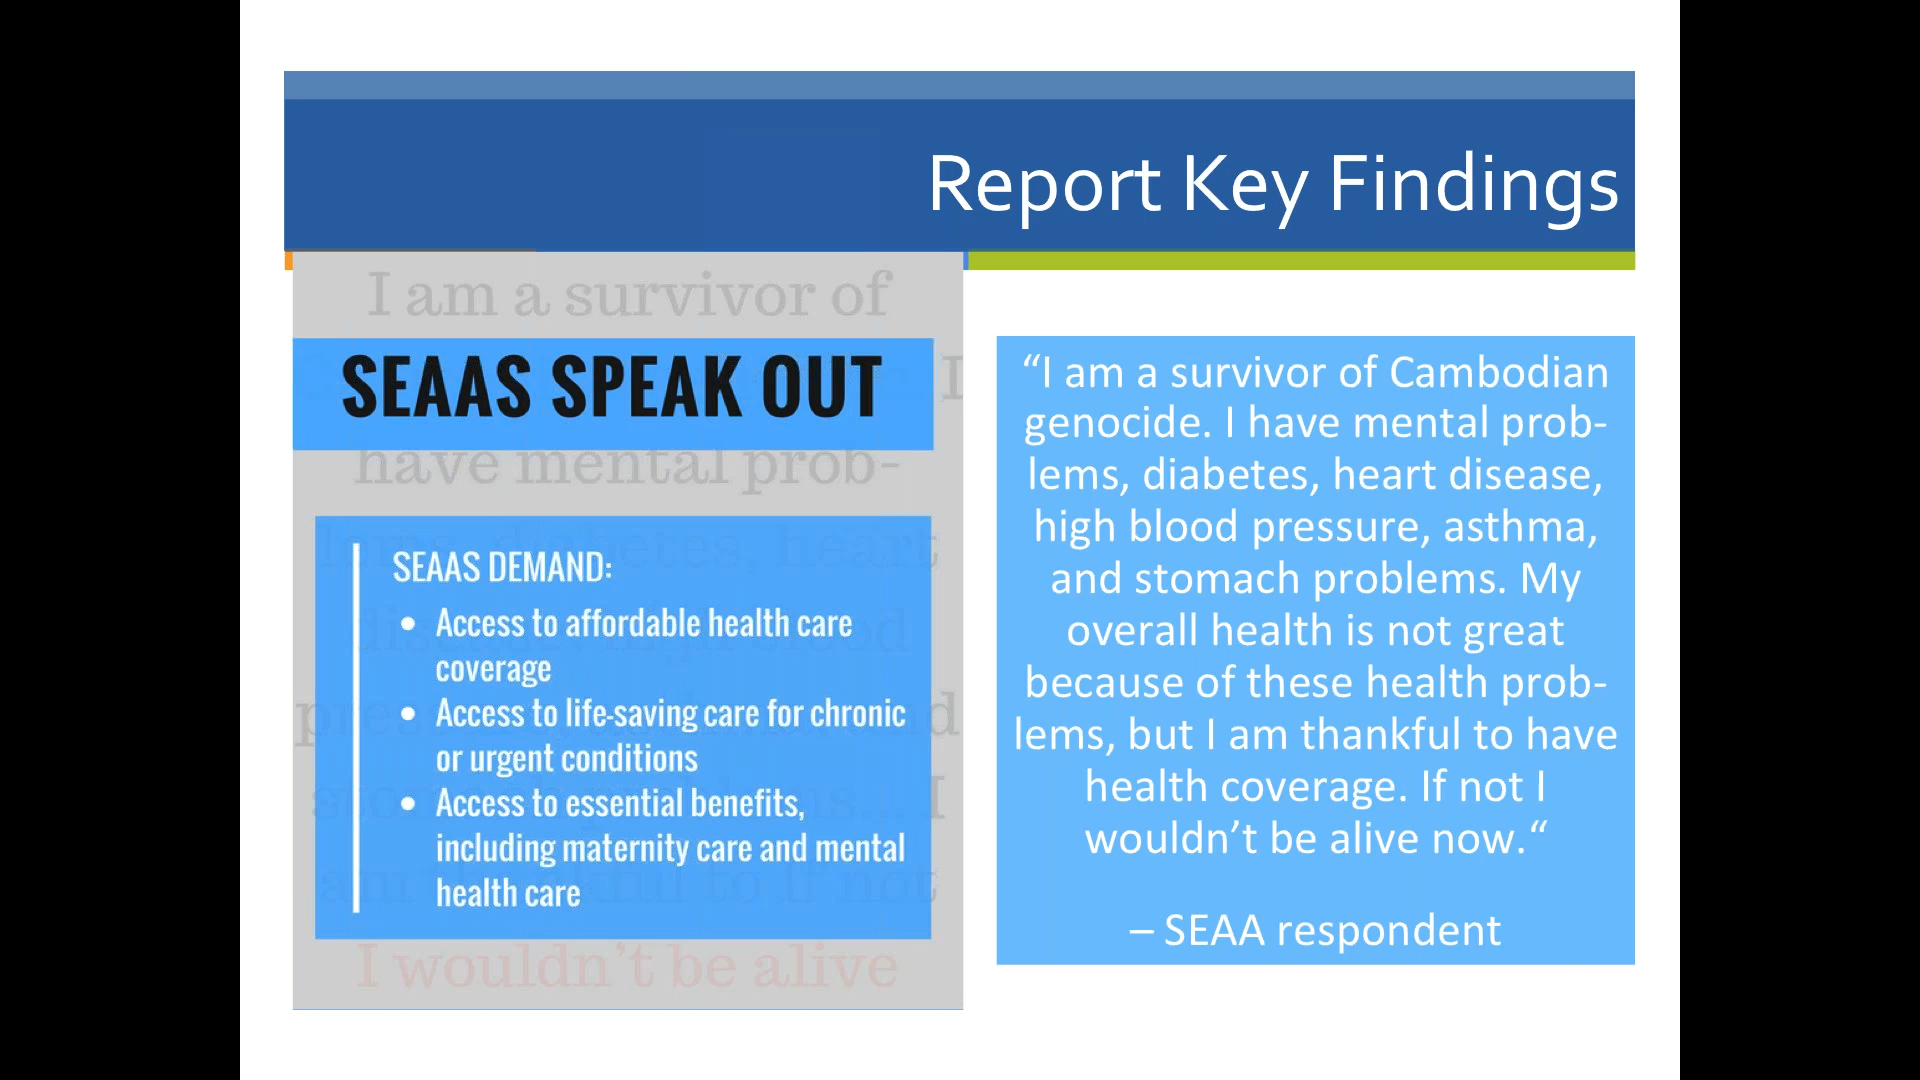 Report Key Findings
I am a survivor of
SEAAS SPEAK OUT
I
have mental prob-
lems, diabetes, heart
SEAAS DEMAND:
• Access to affordable health care
coverage
• Access to life-saving care for chronic
or urgent conditions
• Access to essential benefits,
including maternity care and mental
health care
I wouldn't be alive
“I am a survivor of Cambodian
genocide. I have mental prob-
lems, diabetes, heart disease,
high blood pressure, asthma,
and stomach problems. My
overall health is not great
because of these health prob-
lems, but I am thankful to have
health coverage. If not I
wouldn’t be alive now.“
– SEAA respondent